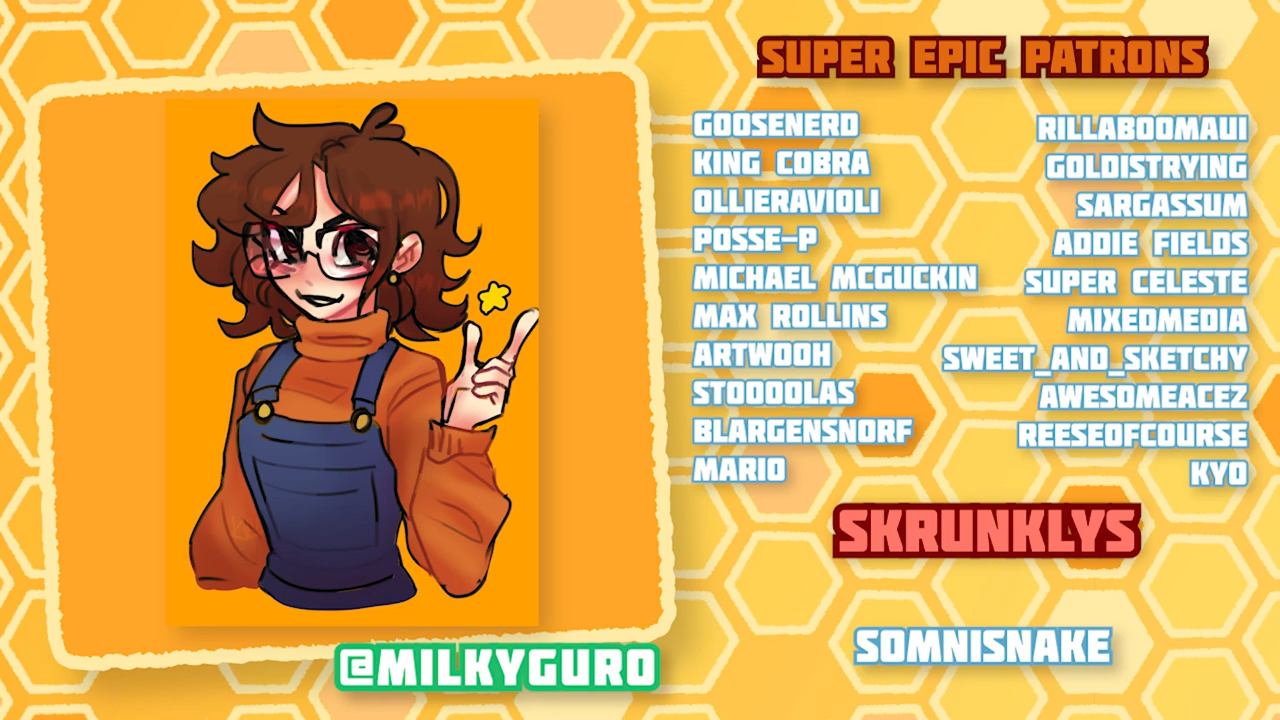 SUPER EPIC PATRONS
GOOSENERD
KING COBRA
OLLIERAVIOLI
POSSE-P
MICHAEL MCGUCKIN
MAX ROLLINS
ARTWOOH
STOOOOLAS
BLARGENSNORF
MARIO
RILLABOOMAUI
GOLDISTRYING
SARGASSUM
ADDIE FIELDS
SUPER CELESTE
MIXEDMEDIA
SWEET_AND_SKETCHY
AWESOMEACEZ
REESEOFCOURSE
KYO
SKRUNKLYS
SOMNISNAKE
@MILKYGURO